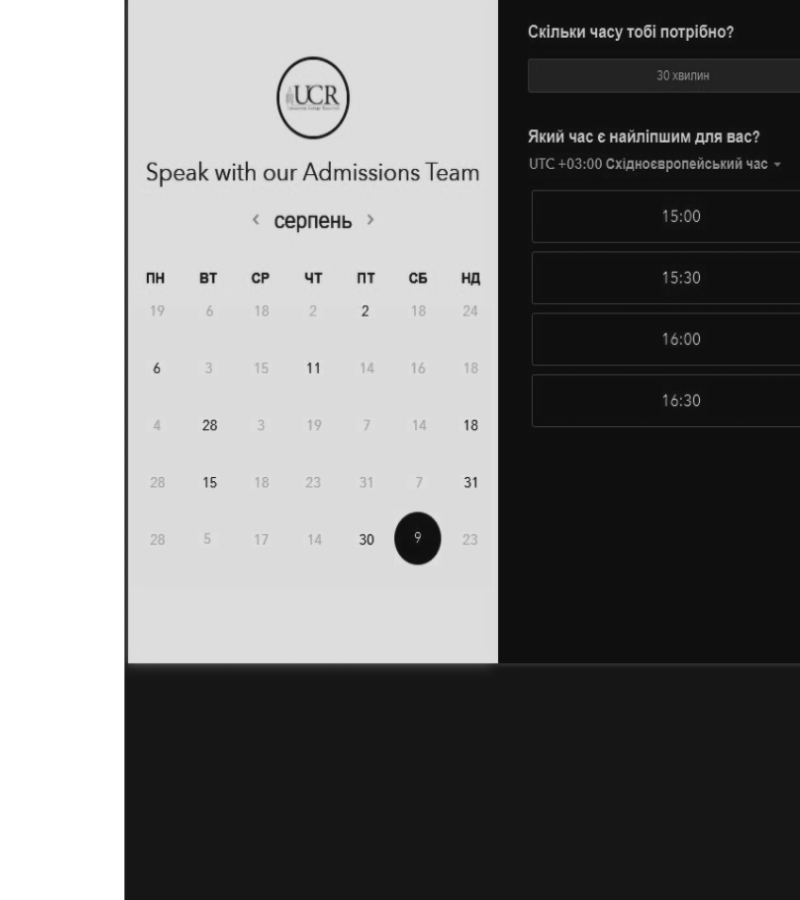 UCR
Speak with our Admissions Team
серпень
ПН ВТ СР ЧТ ПТ СБ НД
19 6 18 2 2 18 24
6 3 15 11 14 16 18
4 28 3 19 7 14 18
28 15 18 23 31 7 31
28 5 17 14 30 9 23
Скільки часу тобі потрібно?
30 хвилин
Який час є найліпшим для вас?
UTC +03:00 Східноєвропейський час
15:00
15:30
16:00
16:30